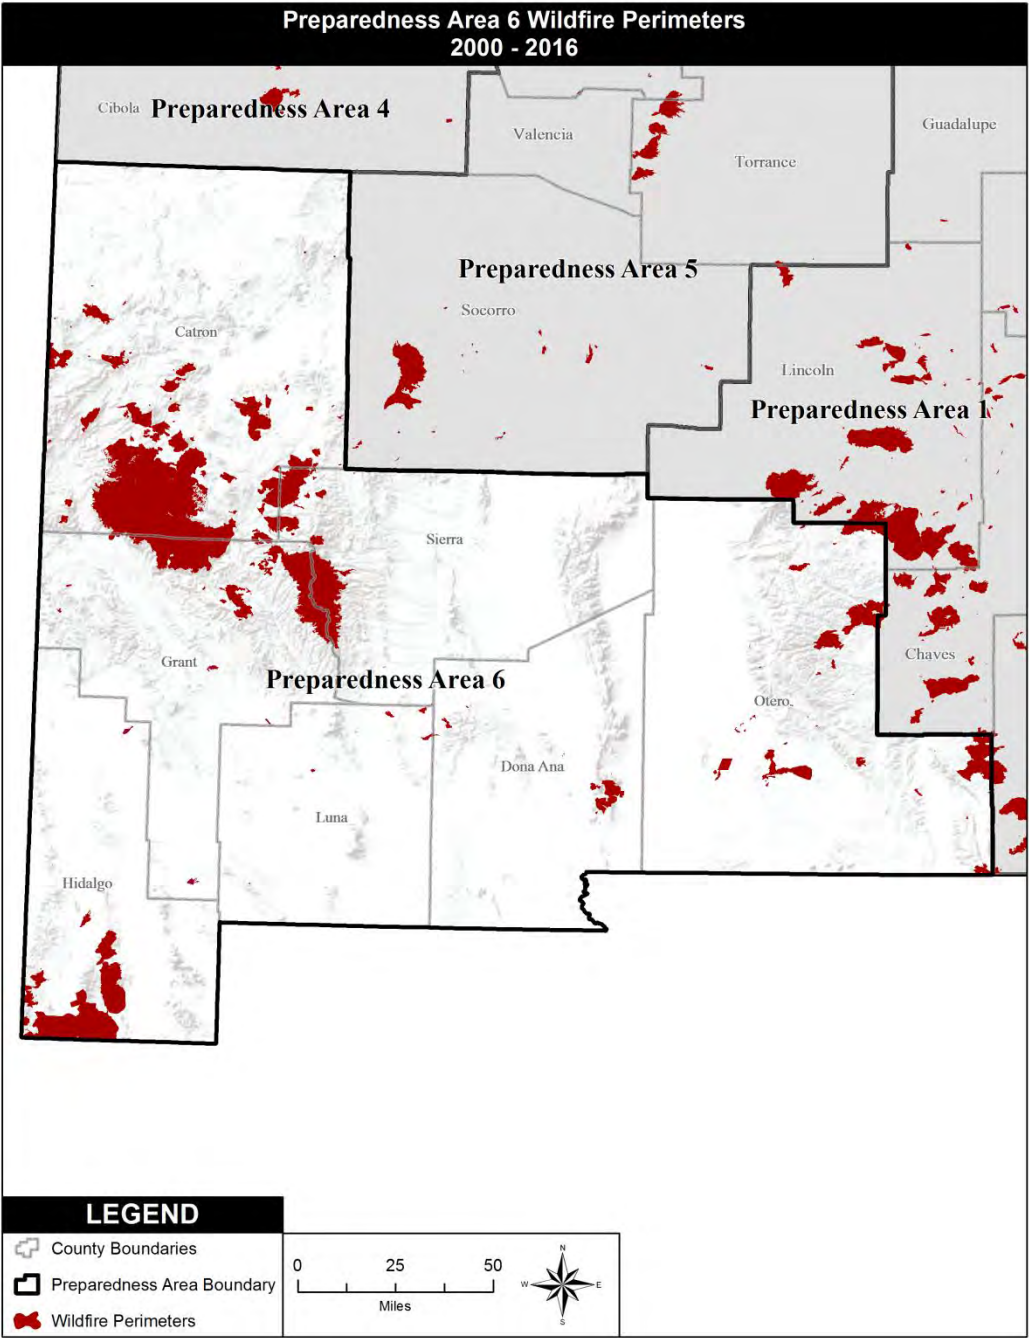 Preparedness Area 6 Wildfire Perimeters
2000 - 2016
Cibola
Preparedness Area 4
Valencia
Guadalupe
Torrance
Preparedness Area 5
Socorro
Catron
Lincoln
Preparedness Area 1
Sierra
Grant
Chaves
Preparedness Area 6
Otero
Dona Ana
Luna
Hidalgo
LEGEND
County Boundaries
Preparedness Area Boundary
Wildfire Perimeters
0 25 50
Miles
N
W E
S